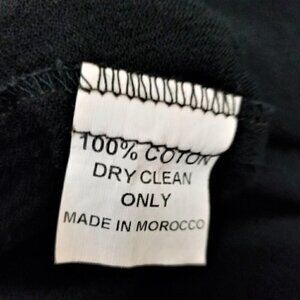 100% COTON
DRY CLEAN
ONLY
MADE IN MOROCCO